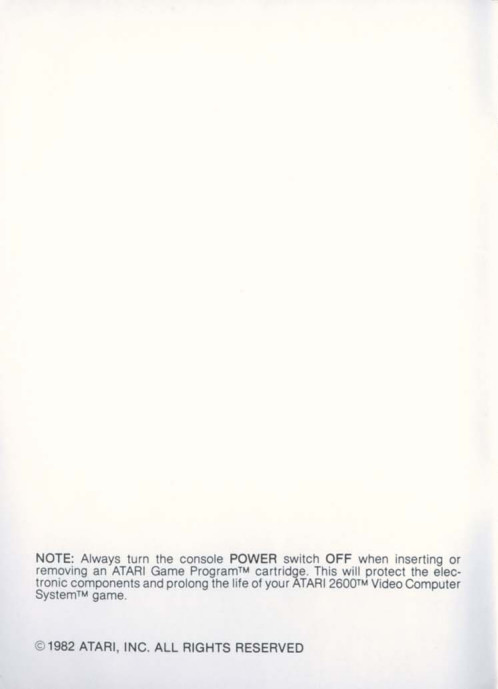 NOTE: Always turn the console POWER switch OFF when inserting or
removing an ATARI Game Program™ cartridge. This will protect the elec-
tronic components and prolong the life of your ATARI 2600™ Video Computer
System™ game.
©1982 ATARI, INC. ALL RIGHTS RESERVED